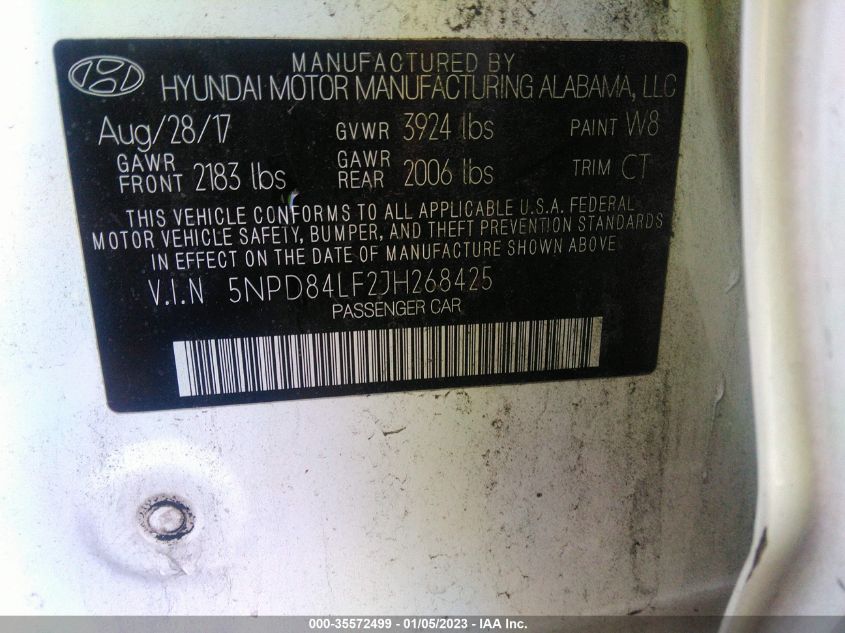 MANUFACTURED BY
HYUNDAI MOTOR MANUFACTURING ALABAMA, LLC
Aug/28/17 GVWR 3924 lbs PAINT W8
GAWR FRONT 2183 lbs GAWR REAR 2006 lbs TRIM CT
THIS VEHICLE CONFORMS TO ALL APPLICABLE U.S.A. FEDERAL
MOTOR VEHICLE SAFETY, BUMPER, AND THEFT PREVENTION STANDARDS
IN EFFECT ON THE DATE OF MANUFACTURE SHOWN ABOVE.
V.I.N 5NPD84LF2JH268425
PASSENGER CAR
000-35572499 — 01/05/2023 — IAA Inc.